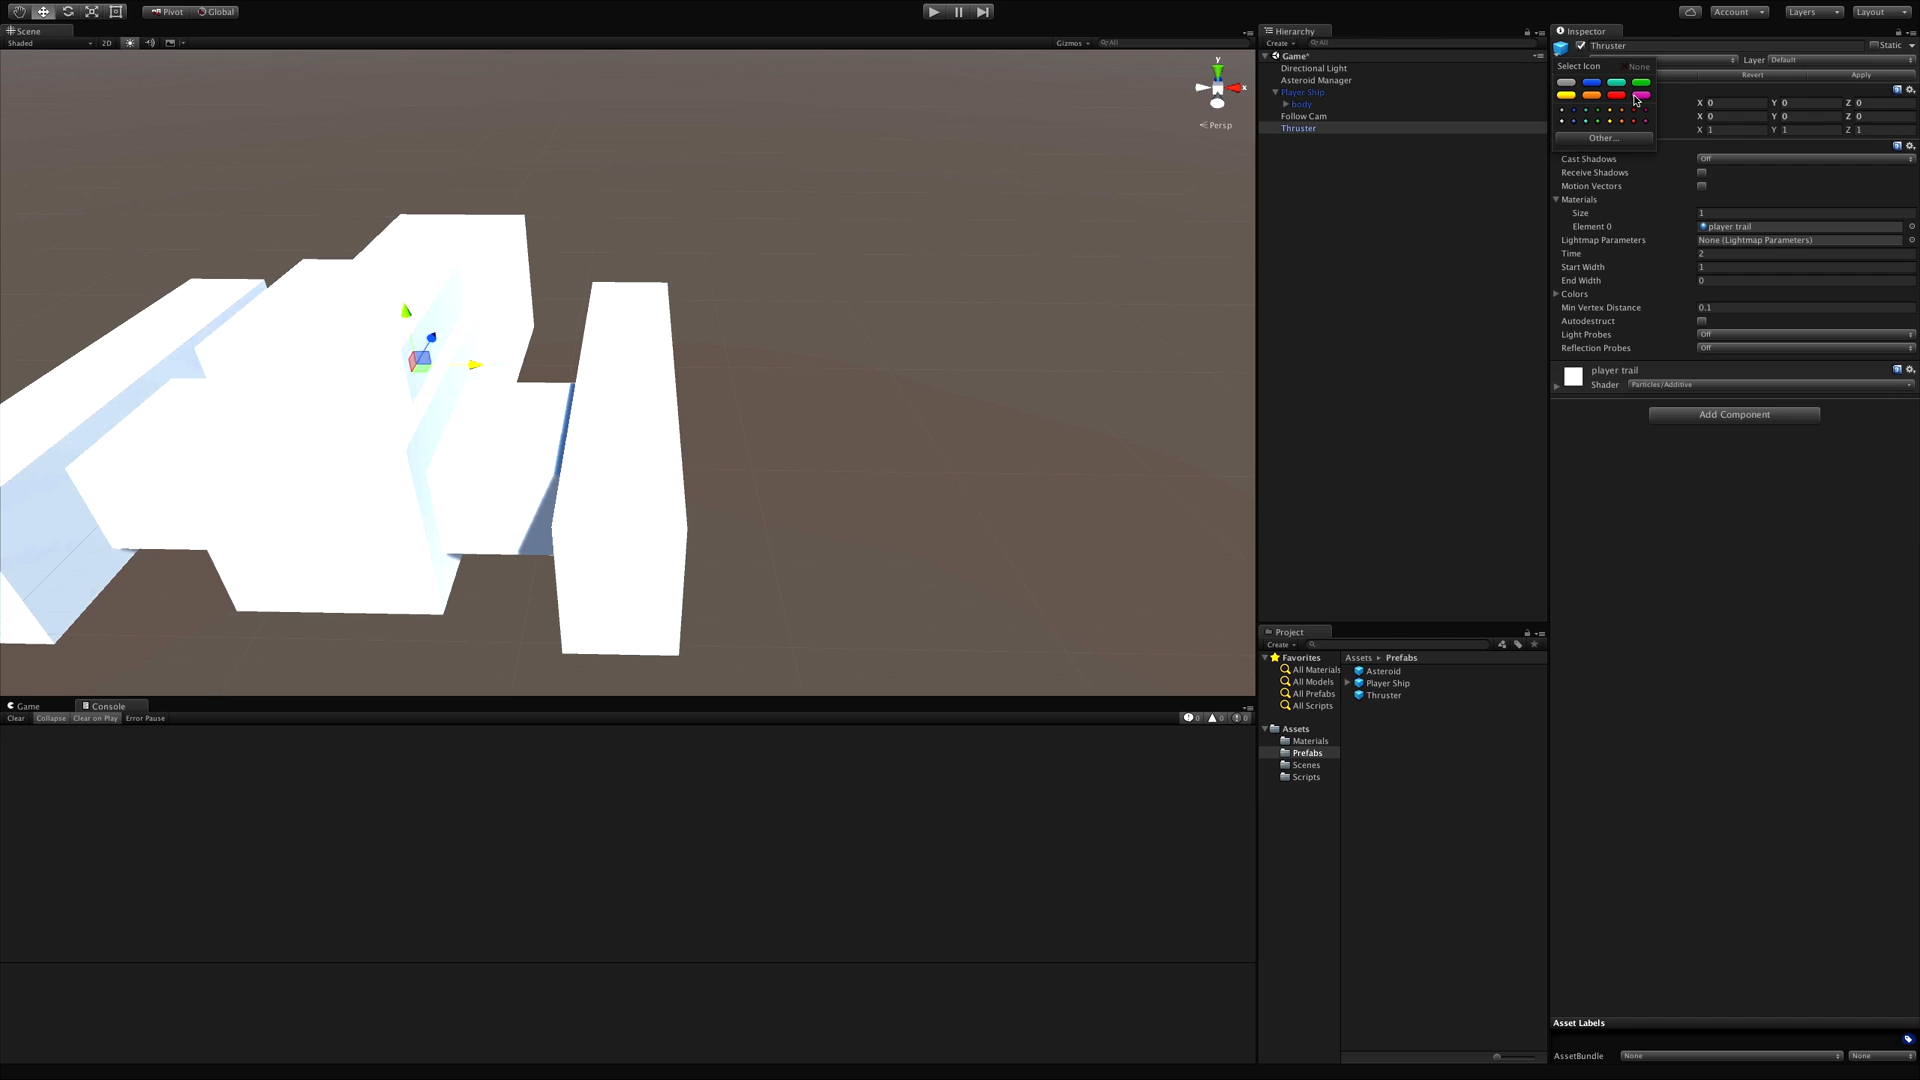 Pivot Global Account Layers Layout
Scene
Shaded 2D Gizmos All
y
x
Persp
Hierarchy
Create All
Game*
Directional Light
Asteroid Manager
Player Ship
body
Follow Cam
Thruster
Inspector
Thruster Static
Layer Default
Select Icon None
Revert Apply
X 0 Y 0 Z 0
X 0 Y 0 Z 0
X 1 Y 1 Z 1
Other...
Cast Shadows Off
Receive Shadows
Motion Vectors
Materials
Size 1
Element 0 player trail
Lightmap Parameters None (Lightmap Parameters)
Time 2
Start Width 1
End Width 0
Colors
Min Vertex Distance 0.1
Autodestruct
Light Probes Off
Reflection Probes Off
player trail
Shader Particles/Additive
Add Component
Project
Create
Favorites
All Materials
All Models
All Prefabs
All Scripts
Assets
Materials
Prefabs
Scenes
Scripts
Assets Prefabs
Asteroid
Player Ship
Thruster
Game Console
Clear Collapse Clear on Play Error Pause 0 0 0
Asset Labels
AssetBundle None None